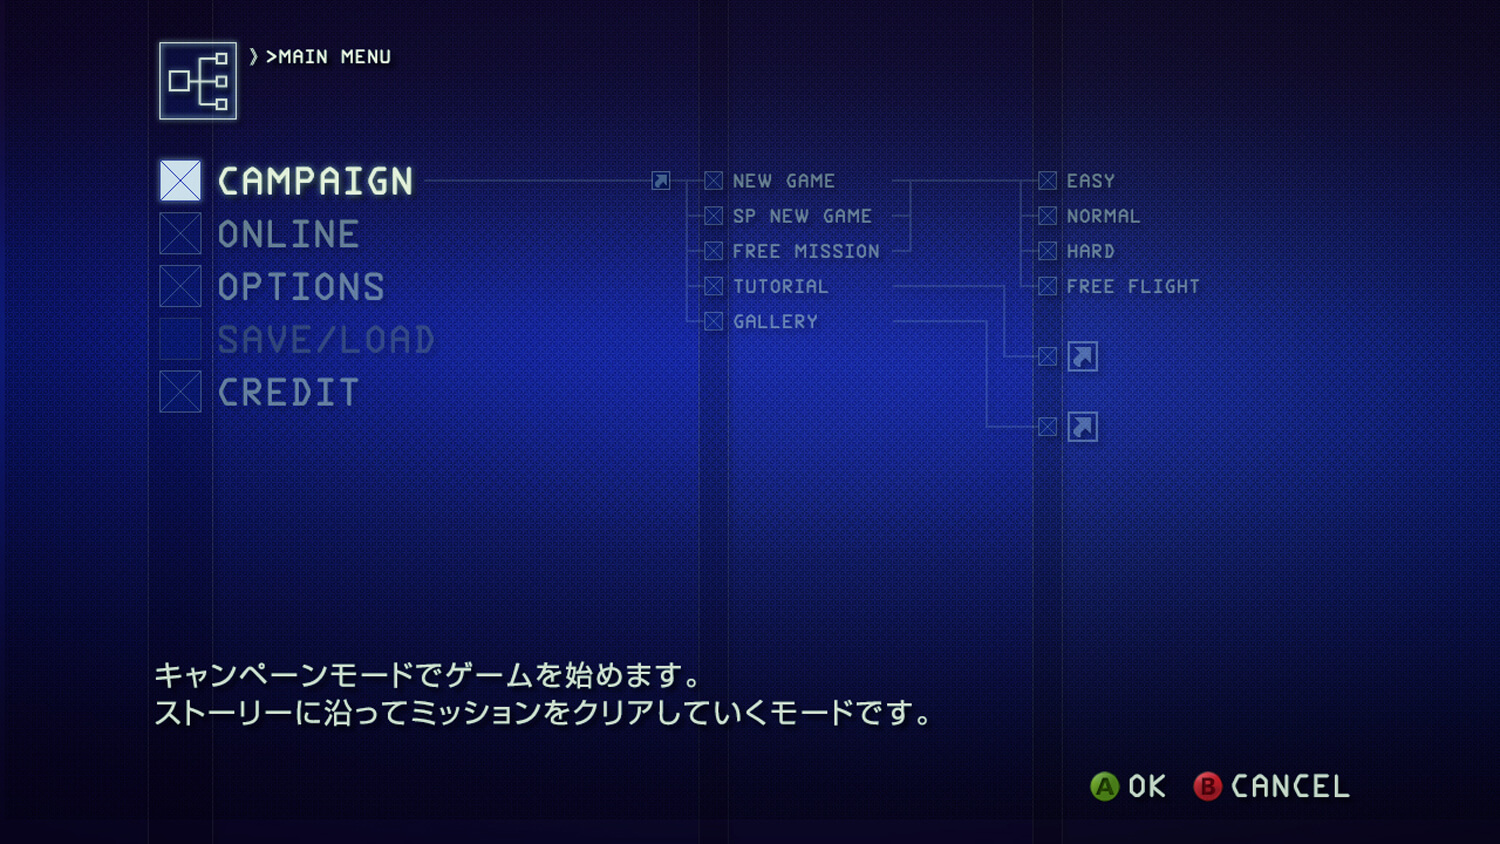 〉>MAIN MENU
CAMPAIGN
ONLINE
OPTIONS
SAVE/LOAD
CREDIT
NEW GAME
SP NEW GAME
FREE MISSION
TUTORIAL
GALLERY
EASY
NORMAL
HARD
FREE FLIGHT
キャンペーンモードでゲームを始めます。
ストーリーに沿ってミッションをクリアしていくモードです。
A OK B CANCEL